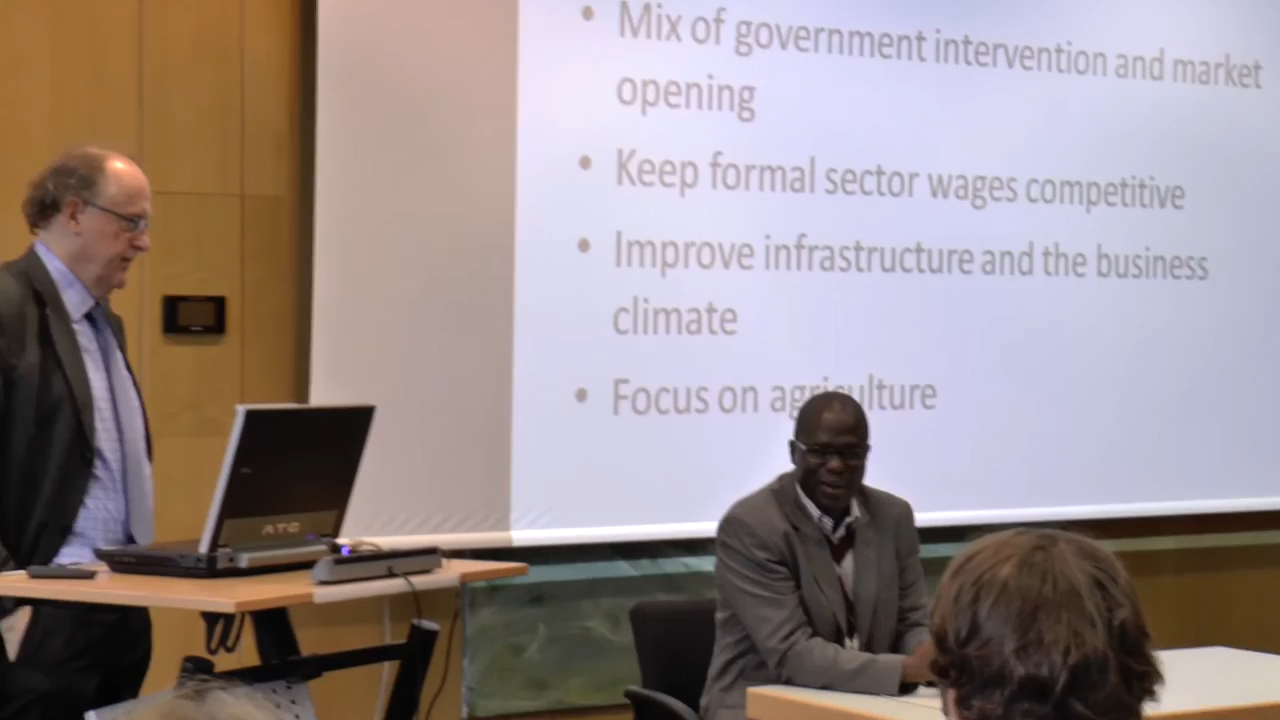 • Mix of government intervention and market
opening
• Keep formal sector wages competitive
• Improve infrastructure and the business
climate
• Focus on agriculture
ATC